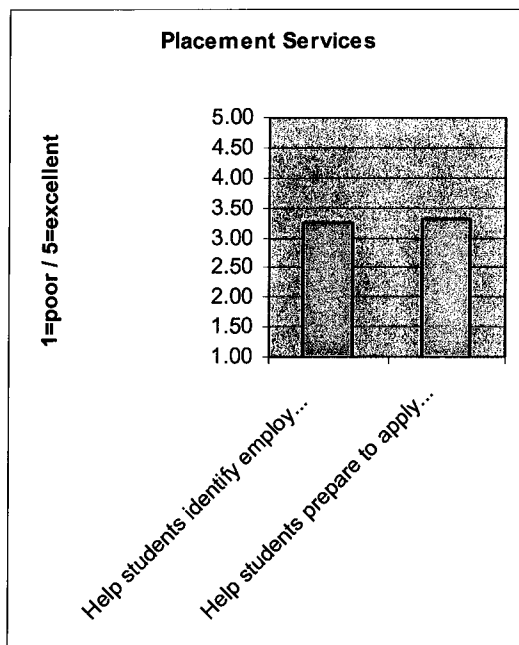 Placement Services
1=poor / 5=excellent
5.00
4.50
4.00
3.50
3.00
2.50
2.00
1.50
1.00
Help students identify employ...
Help students prepare to apply...